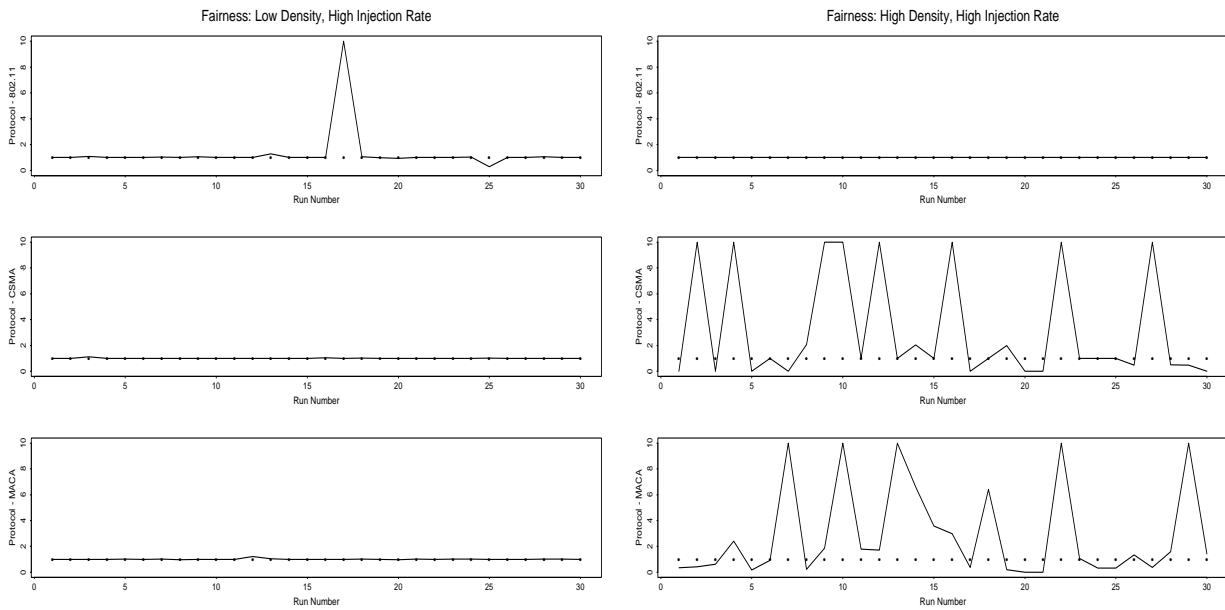 Fairness: Low Density, High Injection Rate
Protocol - 802.11
0 2 4 6 8 10
0 5 10 15 20 25 30
Run Number
Protocol - CSMA
0 2 4 6 8 10
0 5 10 15 20 25 30
Run Number
Protocol - MACA
0 2 4 6 8 10
0 5 10 15 20 25 30
Run Number
Fairness: High Density, High Injection Rate
Protocol - 802.11
0 2 4 6 8 10
0 5 10 15 20 25 30
Run Number
Protocol - CSMA
0 2 4 6 8 10
0 5 10 15 20 25 30
Run Number
Protocol - MACA
0 2 4 6 8 10
0 5 10 15 20 25 30
Run Number